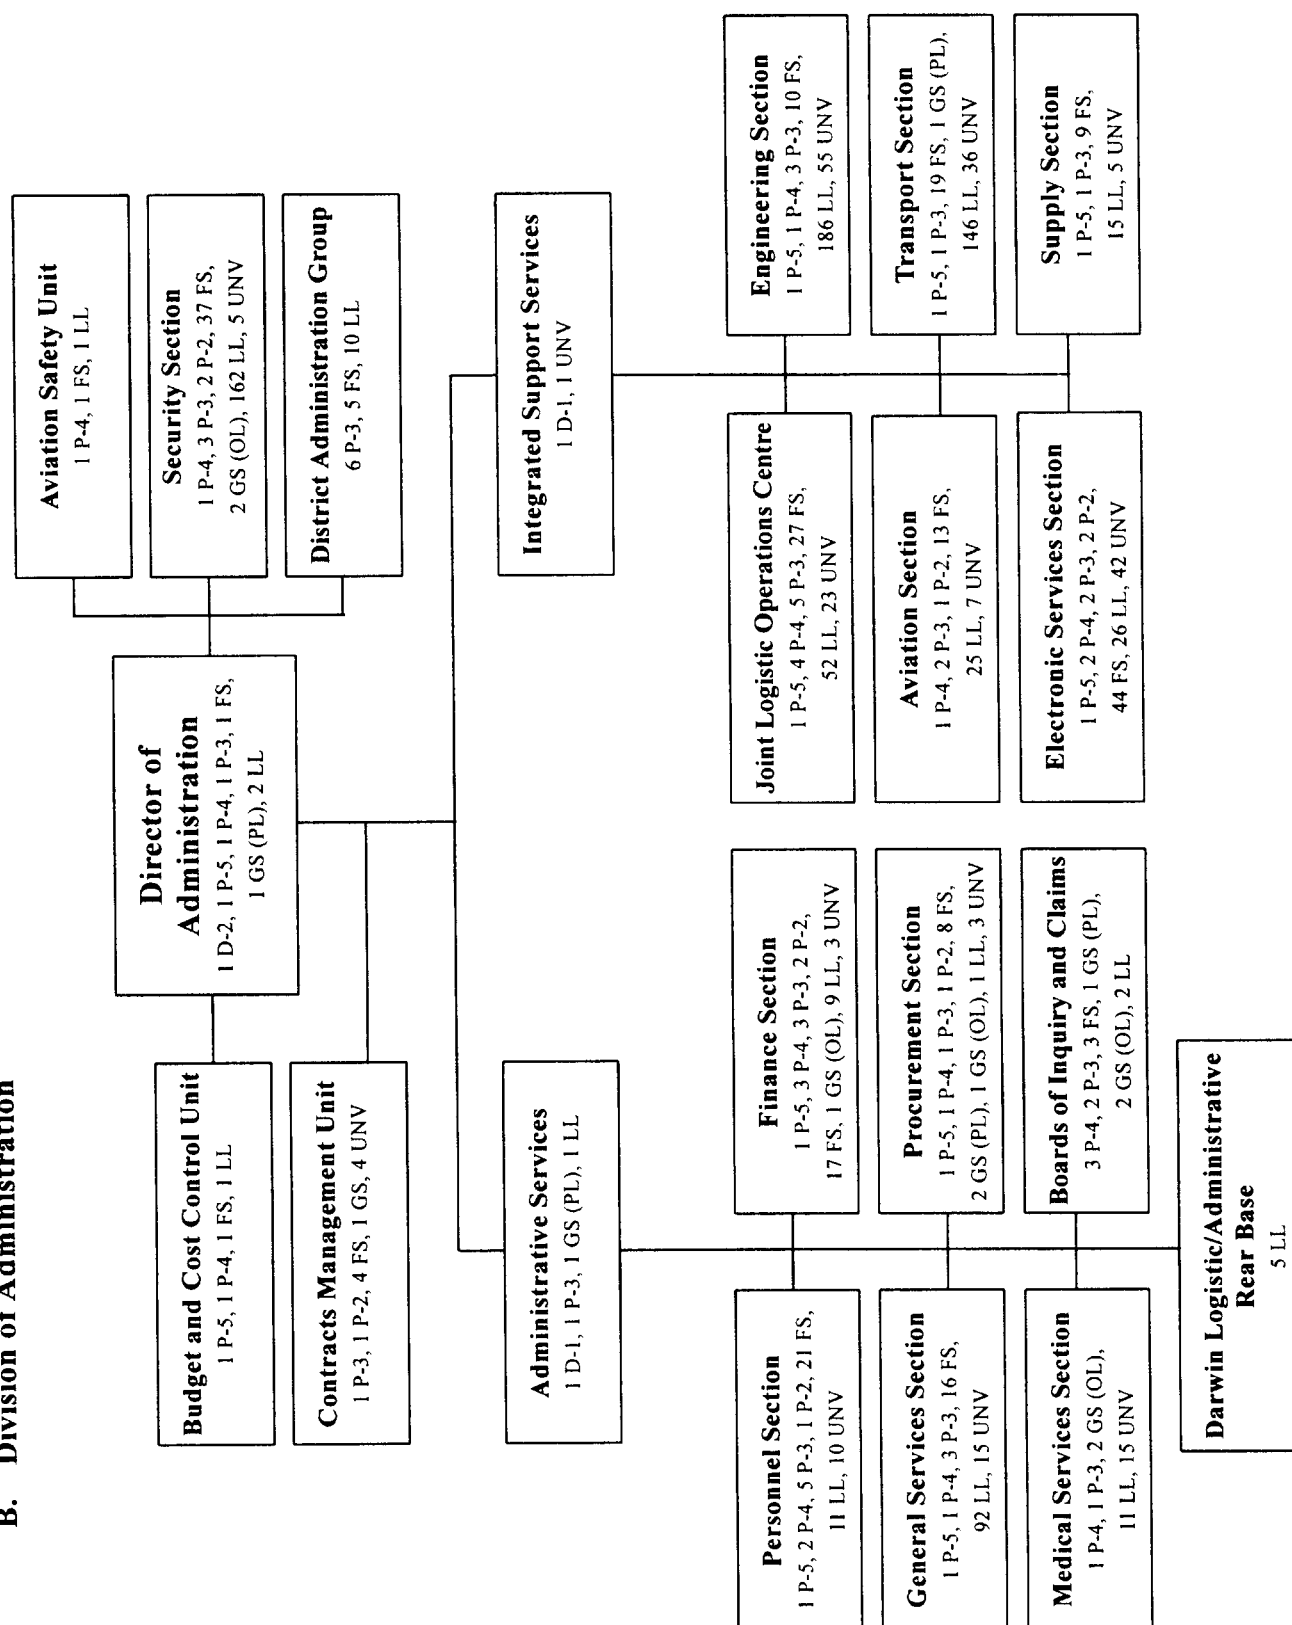 B. Division of Administration
Director of
Administration
1 D-2, 1 P-5, 1 P-4, 1 P-3, 1 FS,
1 GS (PL), 2 LL
Budget and Cost Control Unit
1 P-5, 1 P-4, 1 FS, 1 LL
Contracts Management Unit
1 P-3, 1 P-2, 4 FS, 1 GS, 4 UNV
Aviation Safety Unit
1 P-4, 1 FS, 1 LL
Security Section
1 P-4, 3 P-3, 2 P-2, 37 FS,
2 GS (OL), 162 LL, 5 UNV
District Administration Group
6 P-3, 5 FS, 10 LL
Administrative Services
1 D-1, 1 P-3, 1 GS (PL), 1 LL
Integrated Support Services
1 D-1, 1 UNV
Personnel Section
1 P-5, 2 P-4, 5 P-3, 1 P-2, 21 FS,
11 LL, 10 UNV
Finance Section
1 P-5, 3 P-4, 3 P-3, 2 P-2,
17 FS, 1 GS (OL), 9 LL, 3 UNV
General Services Section
1 P-5, 1 P-4, 3 P-3, 16 FS,
92 LL, 15 UNV
Procurement Section
1 P-5, 1 P-4, 1 P-3, 1 P-2, 8 FS,
2 GS (PL), 1 GS (OL), 1 LL, 3 UNV
Medical Services Section
1 P-4, 1 P-3, 2 GS (OL),
11 LL, 15 UNV
Boards of Inquiry and Claims
3 P-4, 2 P-3, 3 FS, 1 GS (PL),
2 GS (OL), 2 LL
Darwin Logistic/Administrative
Rear Base
5 LL
Joint Logistic Operations Centre
1 P-5, 4 P-4, 5 P-3, 27 FS,
52 LL, 23 UNV
Engineering Section
1 P-5, 1 P-4, 3 P-3, 10 FS,
186 LL, 55 UNV
Aviation Section
1 P-4, 2 P-3, 1 P-2, 13 FS,
25 LL, 7 UNV
Transport Section
1 P-5, 1 P-3, 19 FS, 1 GS (PL),
146 LL, 36 UNV
Electronic Services Section
1 P-5, 2 P-4, 2 P-3, 2 P-2,
44 FS, 26 LL, 42 UNV
Supply Section
1 P-5, 1 P-3, 9 FS,
15 LL, 5 UNV